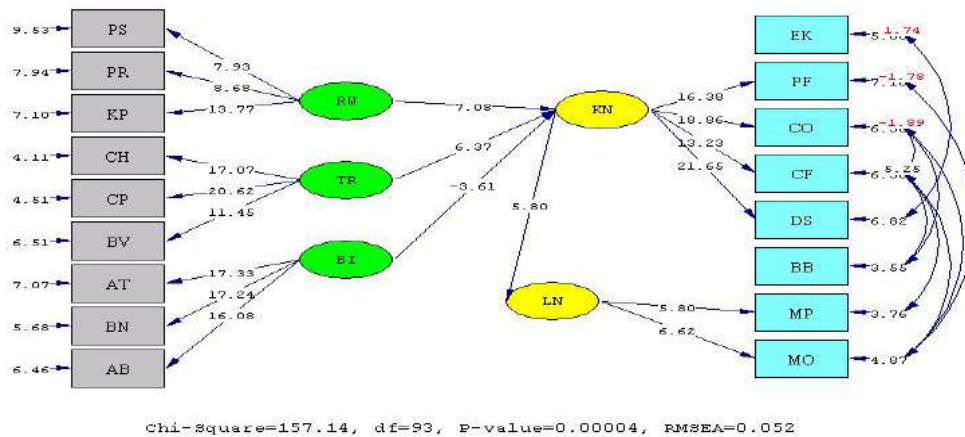 9.53 PS 7.93
7.94 PR 8.68
7.10 KP 13.77
4.11 CH 17.07
4.51 CP 20.62
6.51 BV 11.45
7.07 AT 17.33
5.68 BN 17.24
6.46 AB 16.08
RW 7.08
TR 6.37
BI -3.61
KN 5.80
LN
EK 1.74
16.38 PF -1.78
18.86 CO -1.89
13.23 CF 5.25
21.65 DS 6.82
BB 3.55
5.80 MP 3.76
6.62 MO 4.87
Chi-Square=157.14, df=93, P-value=0.00004, RMSEA=0.052